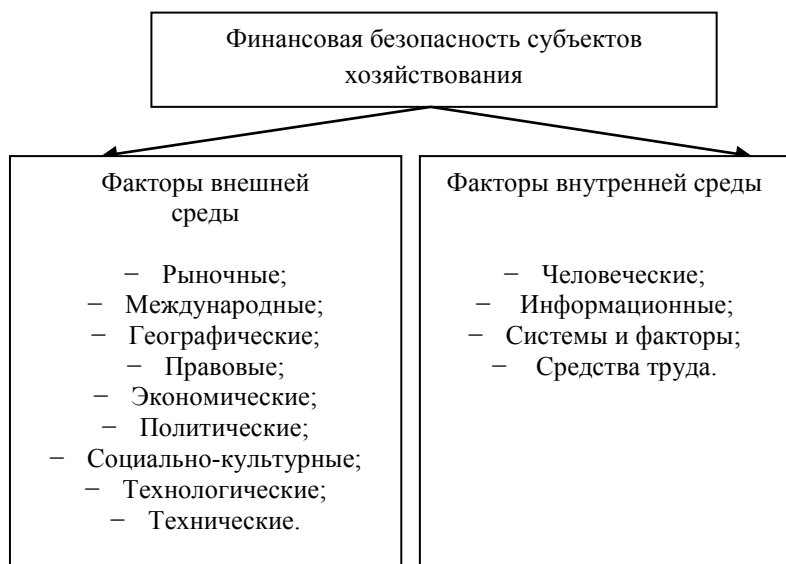 Финансовая безопасность субъектов
хозяйствования
Факторы внешней
среды
− Рыночные;
− Международные;
− Географические;
− Правовые;
− Экономические;
− Политические;
− Социально-культурные;
− Технологические;
− Технические.
Факторы внутренней среды
− Человеческие;
− Информационные;
− Системы и факторы;
− Средства труда.